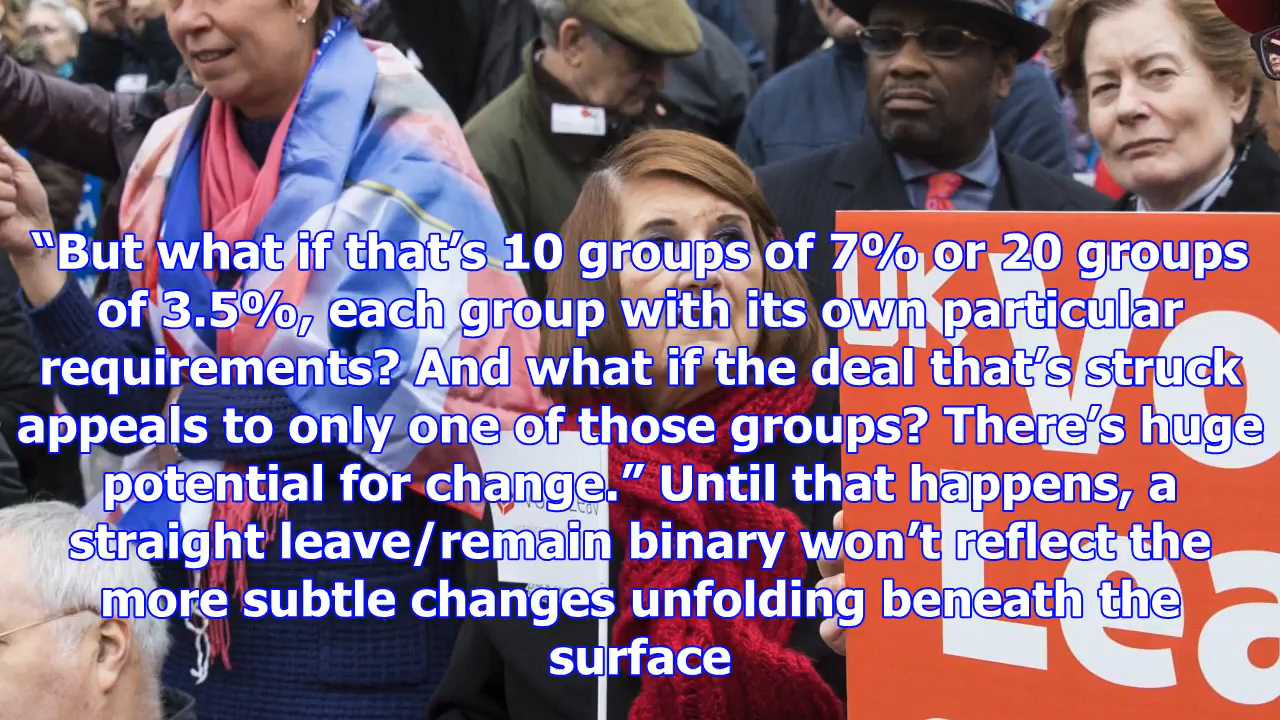 “But what if that’s 10 groups of 7% or 20 groups
of 3.5%, each group with its own particular
requirements? And what if the deal that’s struck
appeals to only one of those groups? There’s huge
potential for change.” Until that happens, a
straight leave/remain binary won’t reflect the
more subtle changes unfolding beneath the
surface
UK
Vo
Lea